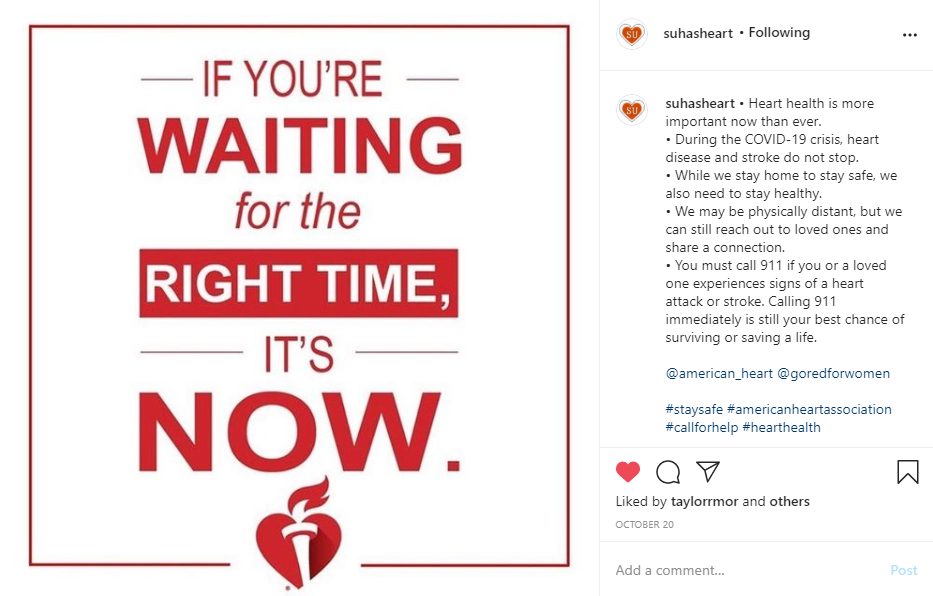 IF YOU'RE
WAITING
for the
RIGHT TIME,
IT'S
NOW.
®
SU
suhasheart • Following
SU
suhasheart • Heart health is more
important now than ever.
• During the COVID-19 crisis, heart
disease and stroke do not stop.
• While we stay home to stay safe, we
also need to stay healthy.
• We may be physically distant, but we
can still reach out to loved ones and
share a connection.
• You must call 911 if you or a loved
one experiences signs of a heart
attack or stroke. Calling 911
immediately is still your best chance of
surviving or saving a life.
@american_heart @goredforwomen
#staysafe #americanheartassociation
#callforhelp #hearthealth
Liked by taylorrmor and others
OCTOBER 20
Add a comment...
Post